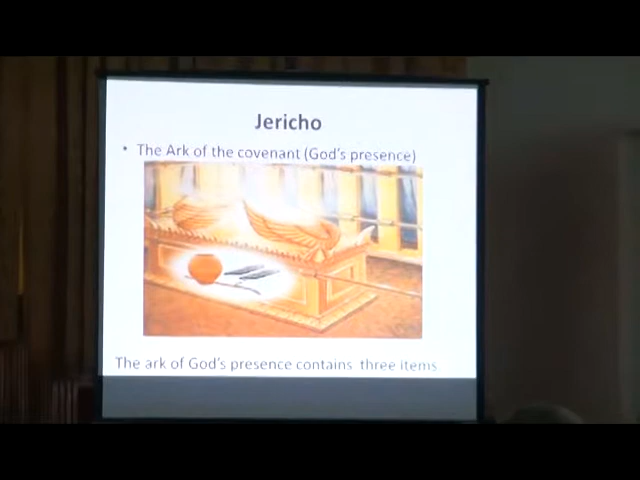 Jericho
• The Ark of the covenant (God's presence)
The ark of God's presence contains three items